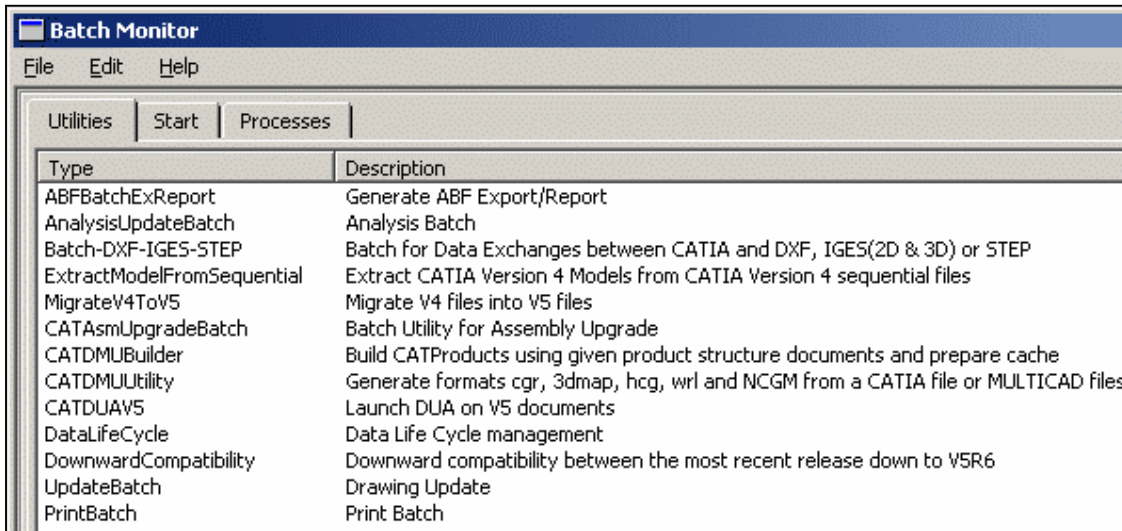 Batch Monitor
File Edit Help
Utilities Start Processes
Type Description
ABFBatchExReport Generate ABF Export/Report
AnalysisUpdateBatch Analysis Batch
Batch-DXF-IGES-STEP Batch for Data Exchanges between CATIA and DXF, IGES(2D & 3D) or STEP
ExtractModelFromSequential Extract CATIA Version 4 Models from CATIA Version 4 sequential files
MigrateV4ToV5 Migrate V4 files into V5 files
CATAsmUpgradeBatch Batch Utility for Assembly Upgrade
CATDMUBuilder Build CATProducts using given product structure documents and prepare cache
CATDMUUtility Generate formats cgr, 3dmap, hcg, wrl and NCGM from a CATIA file or MULTICAD files
CATDUAV5 Launch DUA on V5 documents
DataLifeCycle Data Life Cycle management
DownwardCompatibility Downward compatibility between the most recent release down to V5R6
UpdateBatch Drawing Update
PrintBatch Print Batch